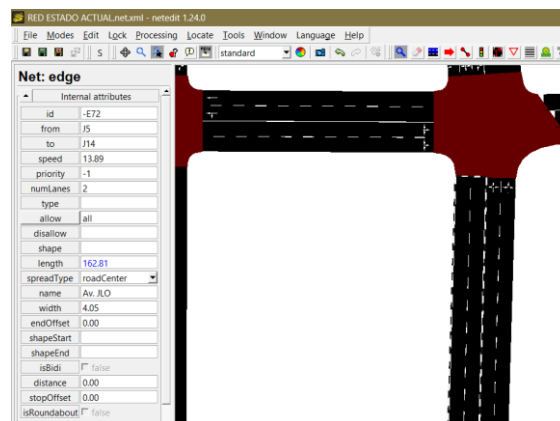 RED ESTADO ACTUAL.net.xml - netedit 1.24.0
File Modes Edit Lock Processing Locate Tools Window Language Help
S standard
Net: edge
Internal attributes
id -E72
from J5
to J14
speed 13.89
priority -1
numLanes 2
type
allow all
disallow
shape
length 162.81
spreadType roadCenter
name Av. JLO
width 4.05
endOffset 0.00
shapeStart
shapeEnd
isBidi false
distance 0.00
stopOffset 0.00
isRoundabout false